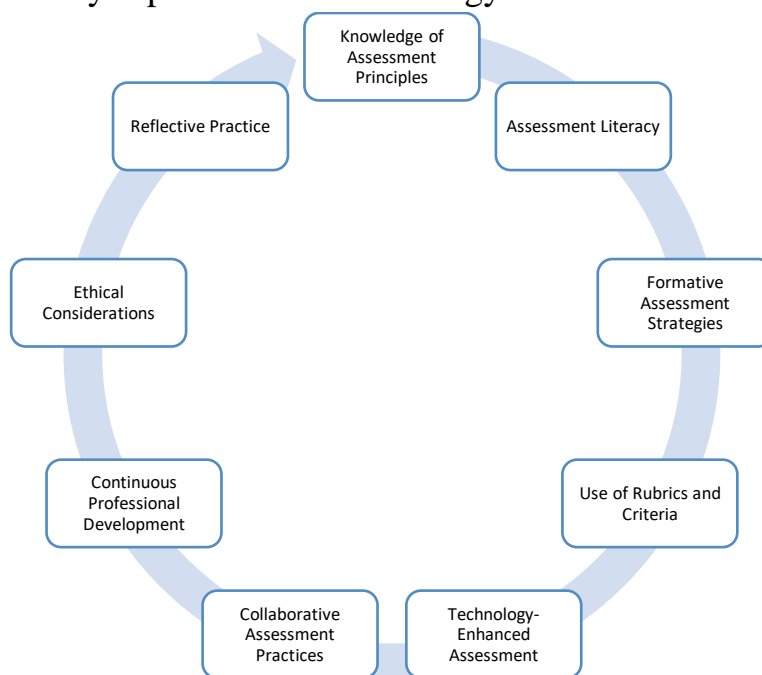 Knowledge of
Assessment
Principles
Assessment Literacy
Formative
Assessment
Strategies
Use of Rubrics and
Criteria
Technology-
Enhanced
Assessment
Collaborative
Assessment
Practices
Continuous
Professional
Development
Ethical
Considerations
Reflective Practice